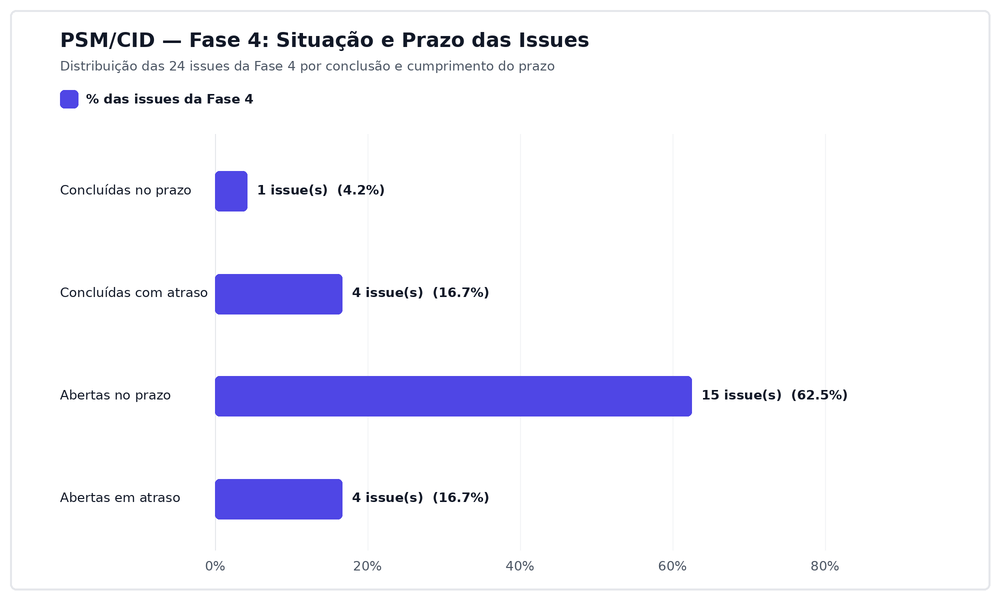 PSM/CID — Fase 4: Situação e Prazo das Issues
Distribuição das 24 issues da Fase 4 por conclusão e cumprimento do prazo
% das issues da Fase 4
Concluídas no prazo 1 issue(s) (4.2%)
Concluídas com atraso 4 issue(s) (16.7%)
Abertas no prazo 15 issue(s) (62.5%)
Abertas em atraso 4 issue(s) (16.7%)
0% 20% 40% 60% 80%